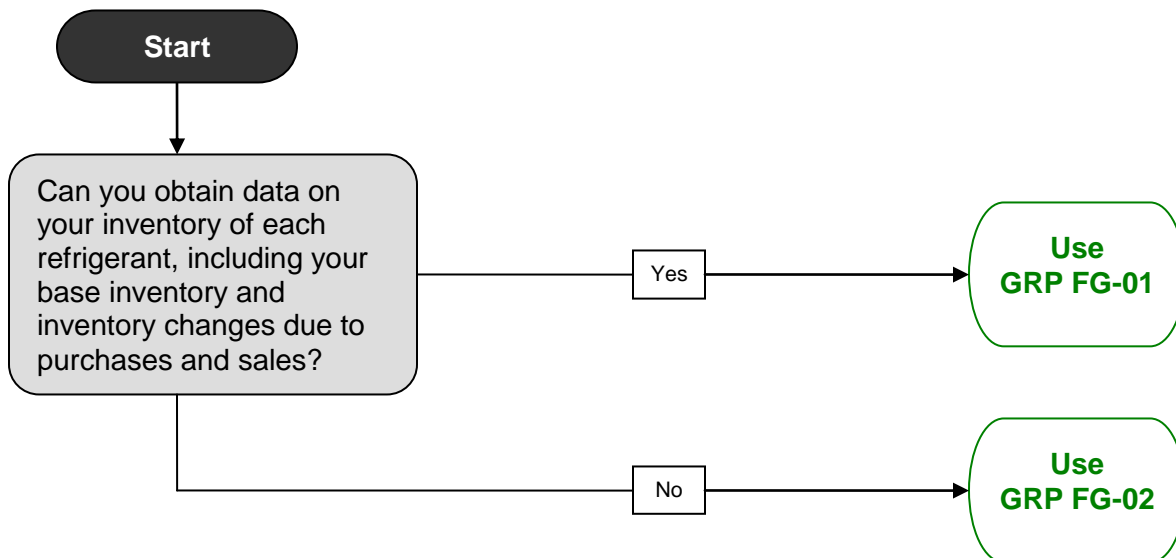 Start
Can you obtain data on
your inventory of each
refrigerant, including your
base inventory and
inventory changes due to
purchases and sales?
Yes
Use
GRP FG-01
No
Use
GRP FG-02